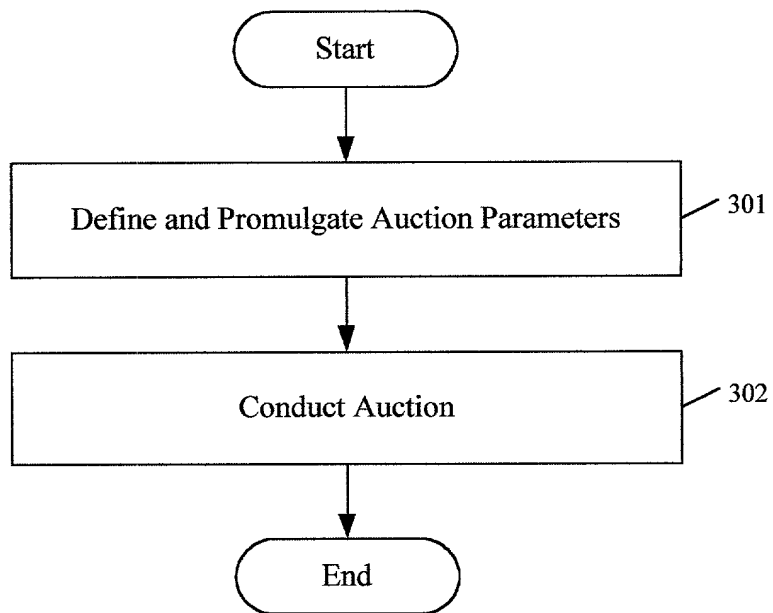 Start
Define and Promulgate Auction Parameters
301
Conduct Auction
302
End